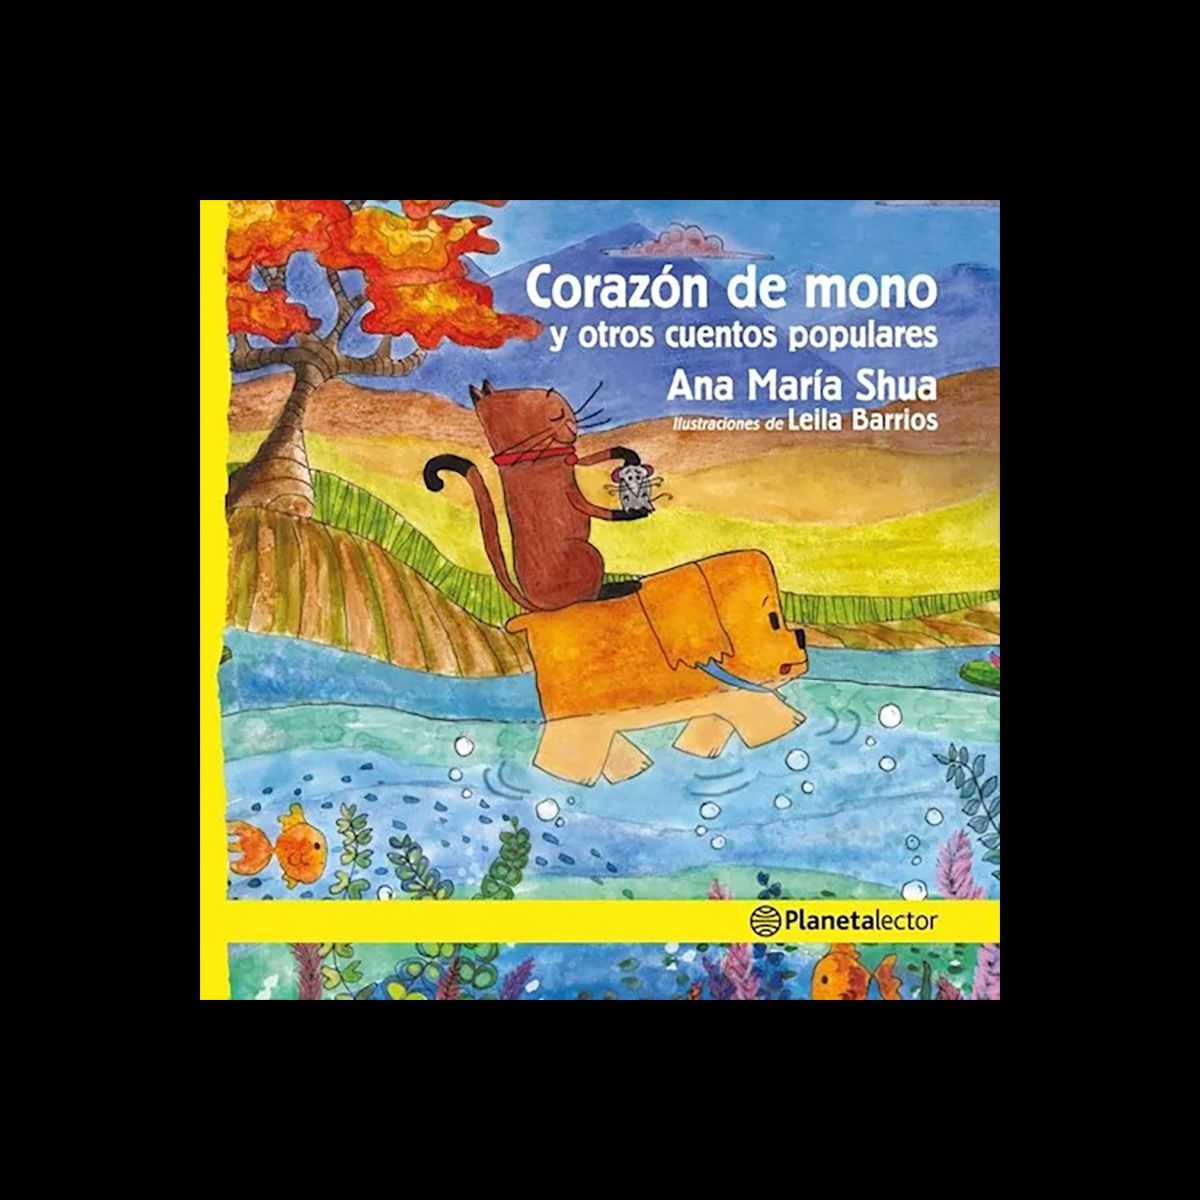 Corazón de mono
y otros cuentos populares
Ana María Shua
Ilustraciones de Leila Barrios
Planetalector